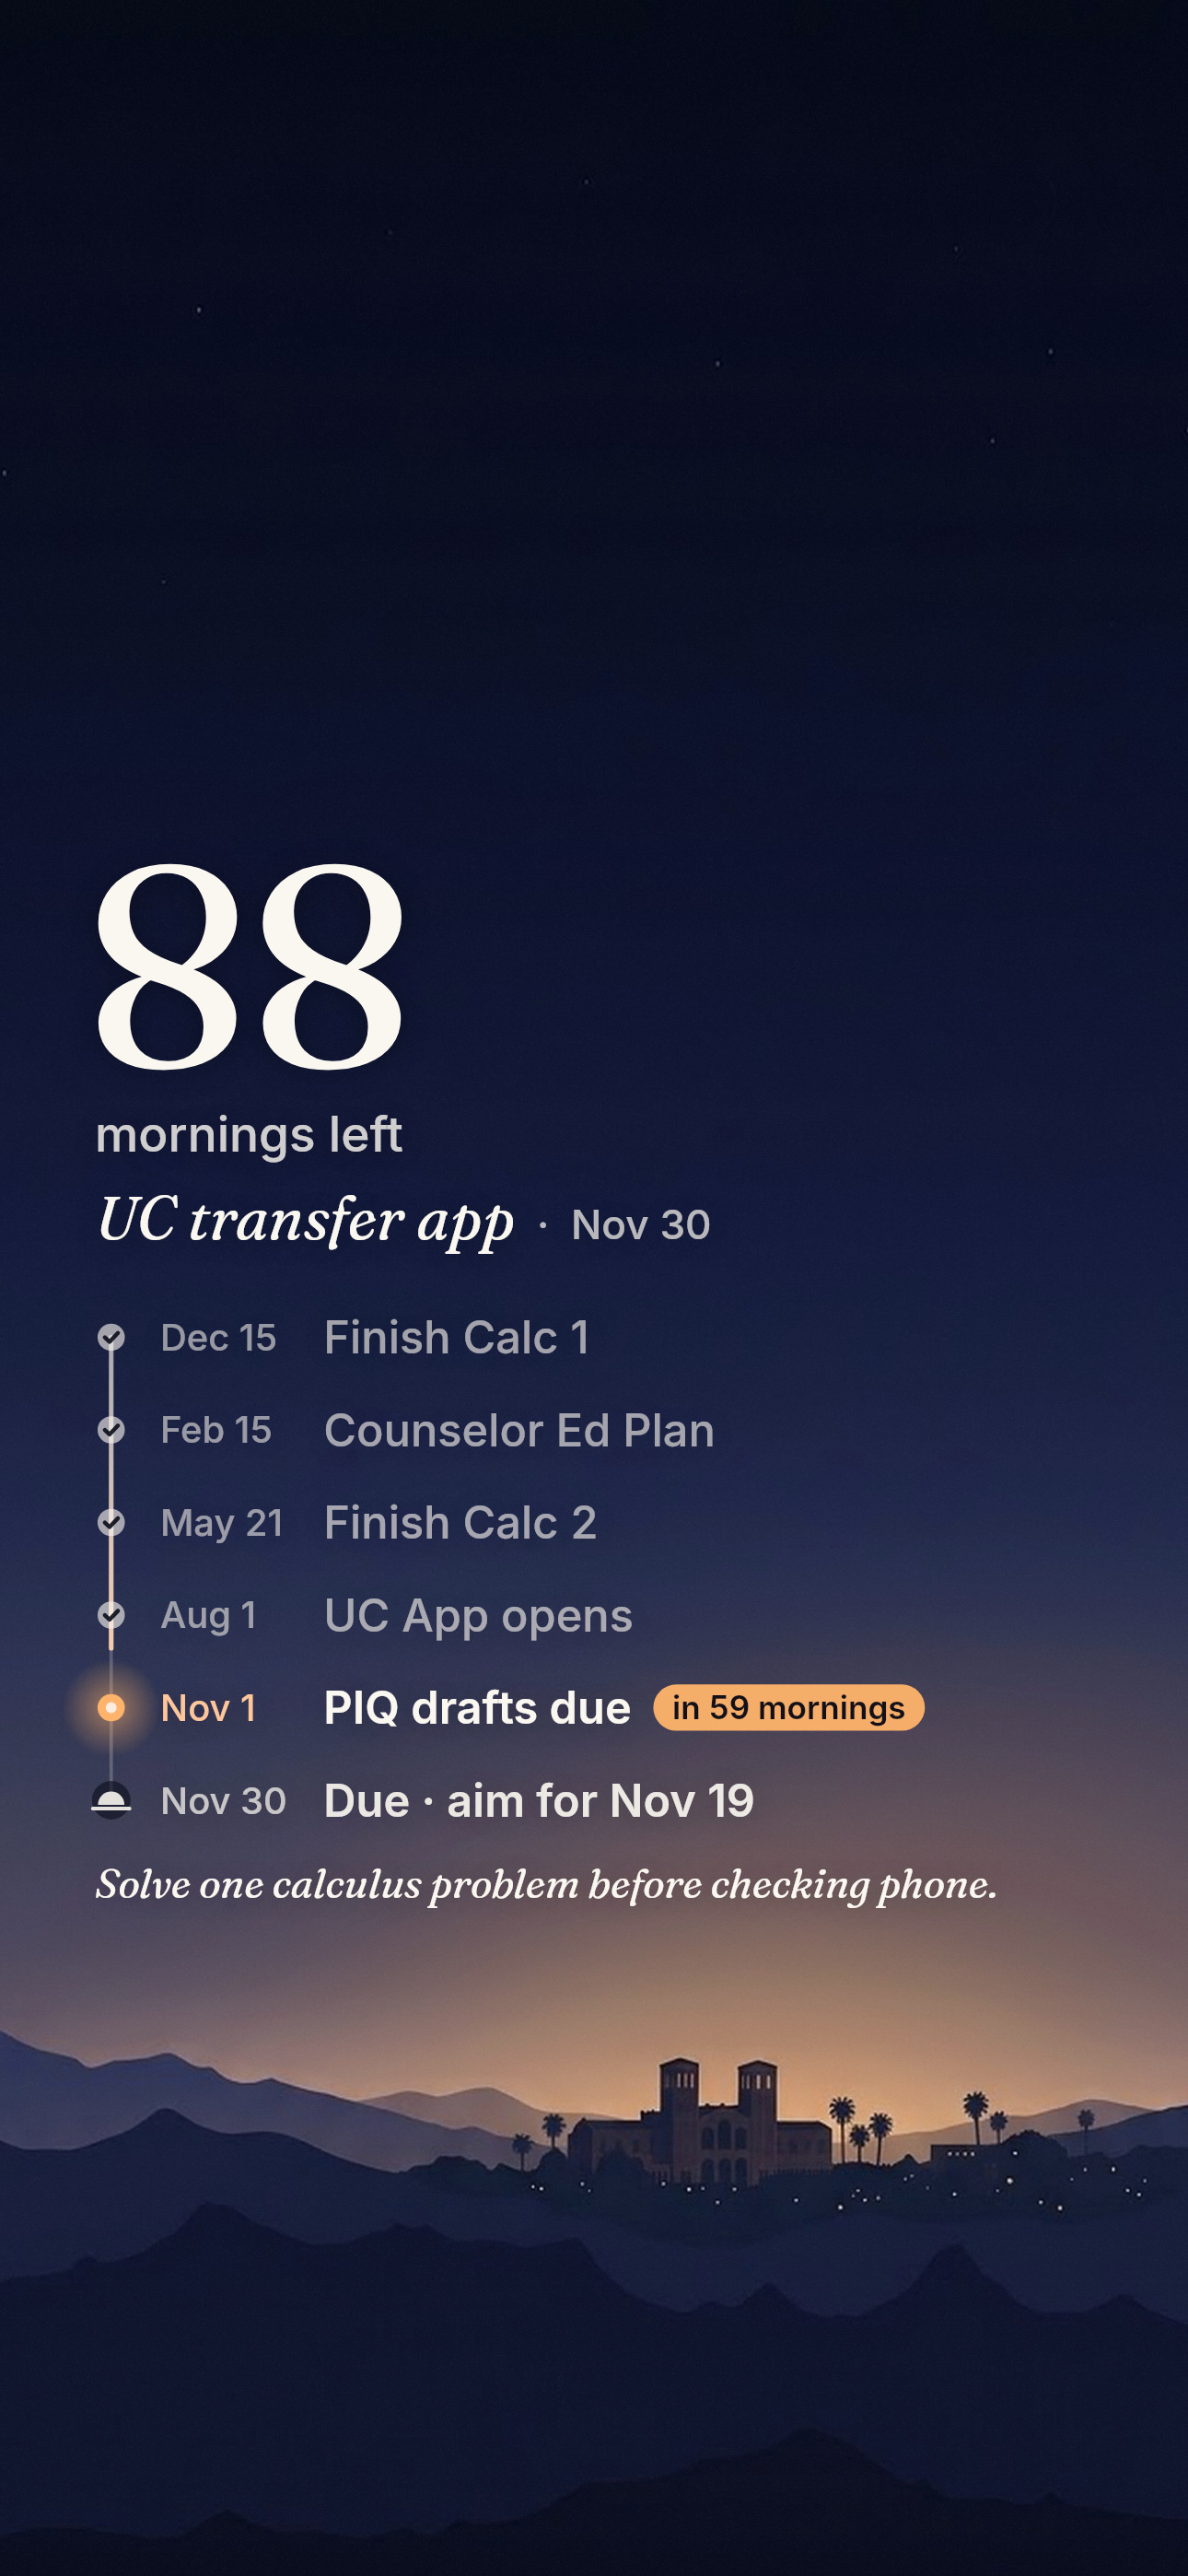 88
mornings left
UC transfer app · Nov 30
Dec 15 Finish Calc 1
Feb 15 Counselor Ed Plan
May 21 Finish Calc 2
Aug 1 UC App opens
Nov 1 PIQ drafts due in 59 mornings
Nov 30 Due · aim for Nov 19
Solve one calculus problem before checking phone.